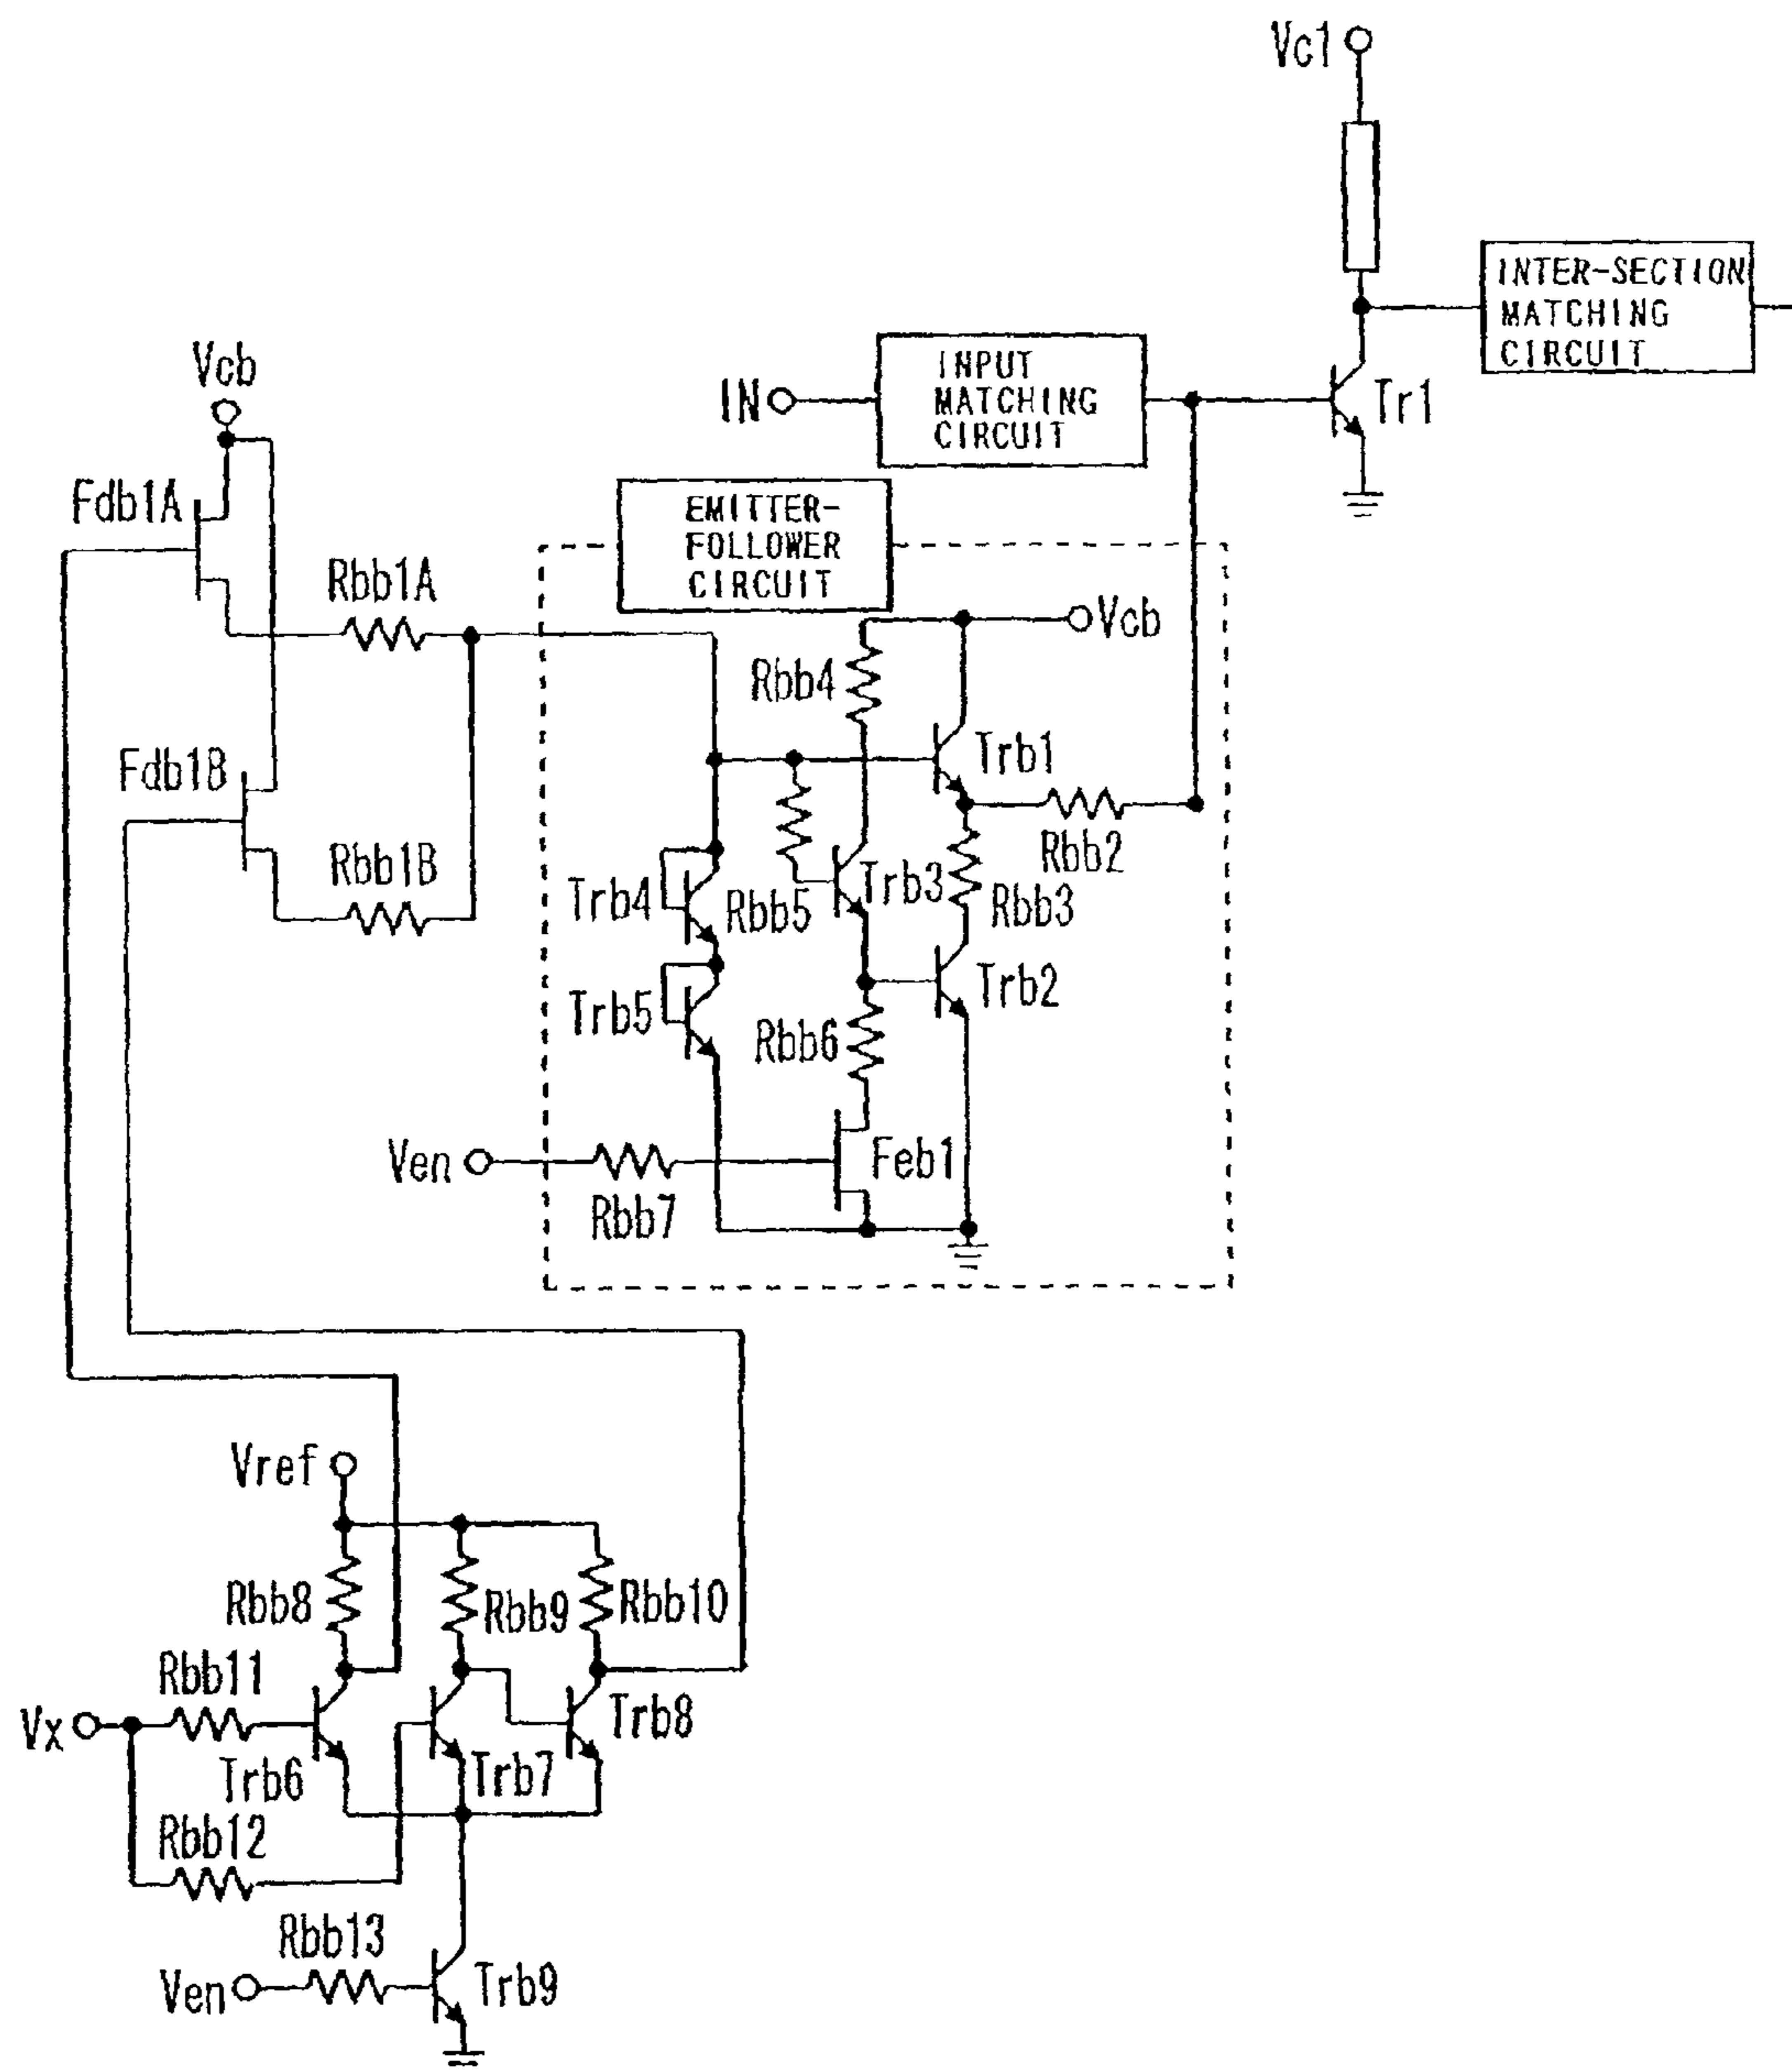 Vc1
INTER-SECTION
MATCHING
CIRCUIT
Vcb
INPUT
MATCHING
CIRCUIT
IN
Tr1
Fdb1A
EMITTER-
FOLLOWER
CIRCUIT
Rbb1A
Vcb
Rbb4
Fdb1B
Trb1
Rbb1B
Rbb2
Trb4
Rbb5
Trb3
Rbb3
Trb5
Trb2
Rbb6
Ven
Feb1
Rbb7
Vref
Rbb8
Rbb9
Rbb10
Rbb11
Vx
Trb8
Trb6
Trb7
Rbb12
Rbb13
Ven
Trb9